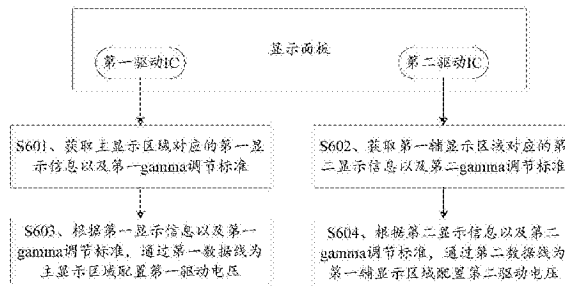 显示面板
第一驱动IC
第二驱动IC
S601、获取主显示区域对应的第一显
示信息以及第一gamma调节标准
S602、获取第一辅显示区域对应的第
二显示信息以及第二gamma调节标准
S603、根据第一显示信息以及第一
gamma调节标准，通过第一数据线为
主显示区域配置第一驱动电压
S604、根据第二显示信息以及第二
gamma调节标准，通过第二数据线为
第一辅显示区域配置第二驱动电压